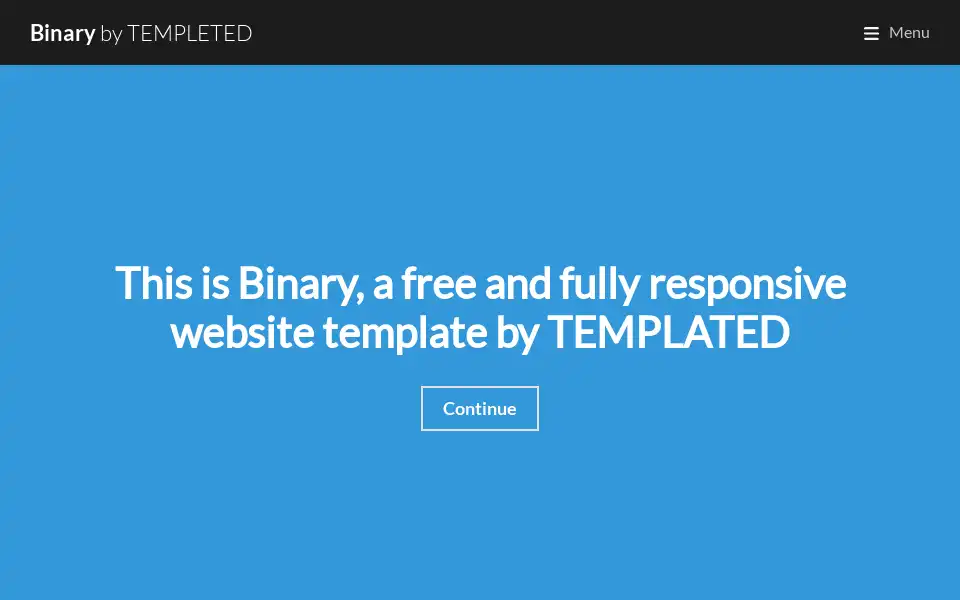 Binary by TEMPLETED
Menu
This is Binary, a free and fully responsive
website template by TEMPLATED
Continue